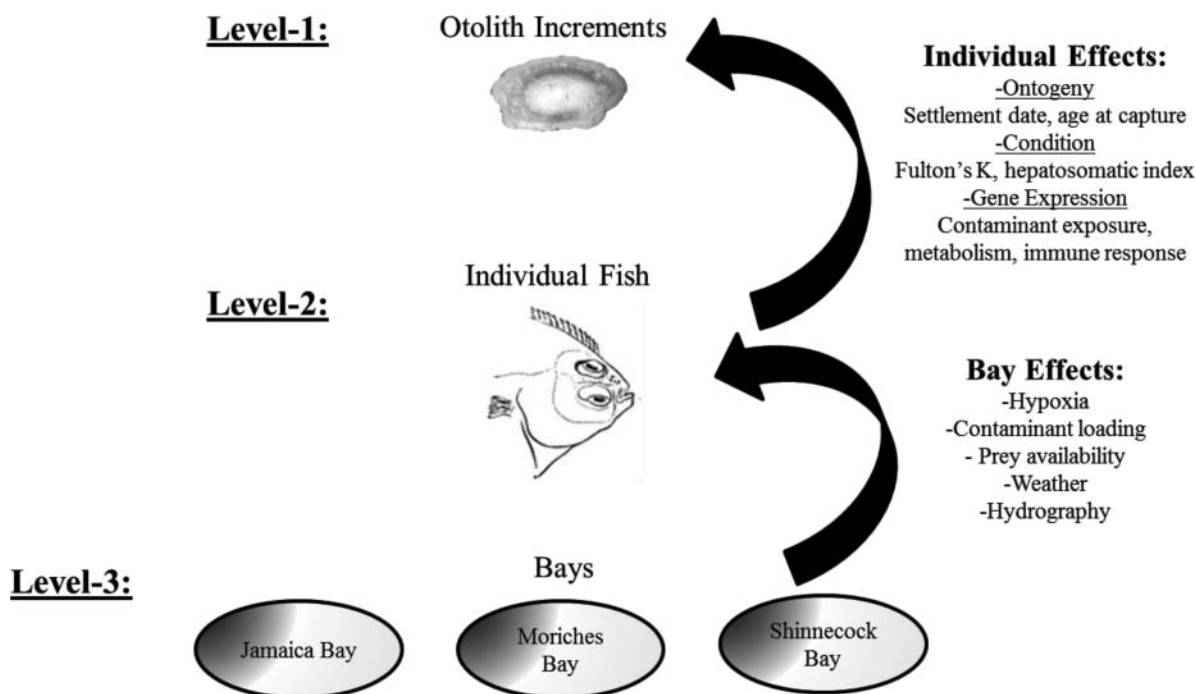 Level-1:
Otolith Increments
Individual Effects:
-Ontogeny
Settlement date, age at capture
-Condition
Fulton's K, hepatosomatic index
-Gene Expression
Contaminant exposure,
metabolism, immune response
Level-2:
Individual Fish
Bay Effects:
-Hypoxia
-Contaminant loading
- Prey availability
-Weather
-Hydrography
Level-3:
Bays
Jamaica Bay
Moriches
Bay
Shinnecock
Bay